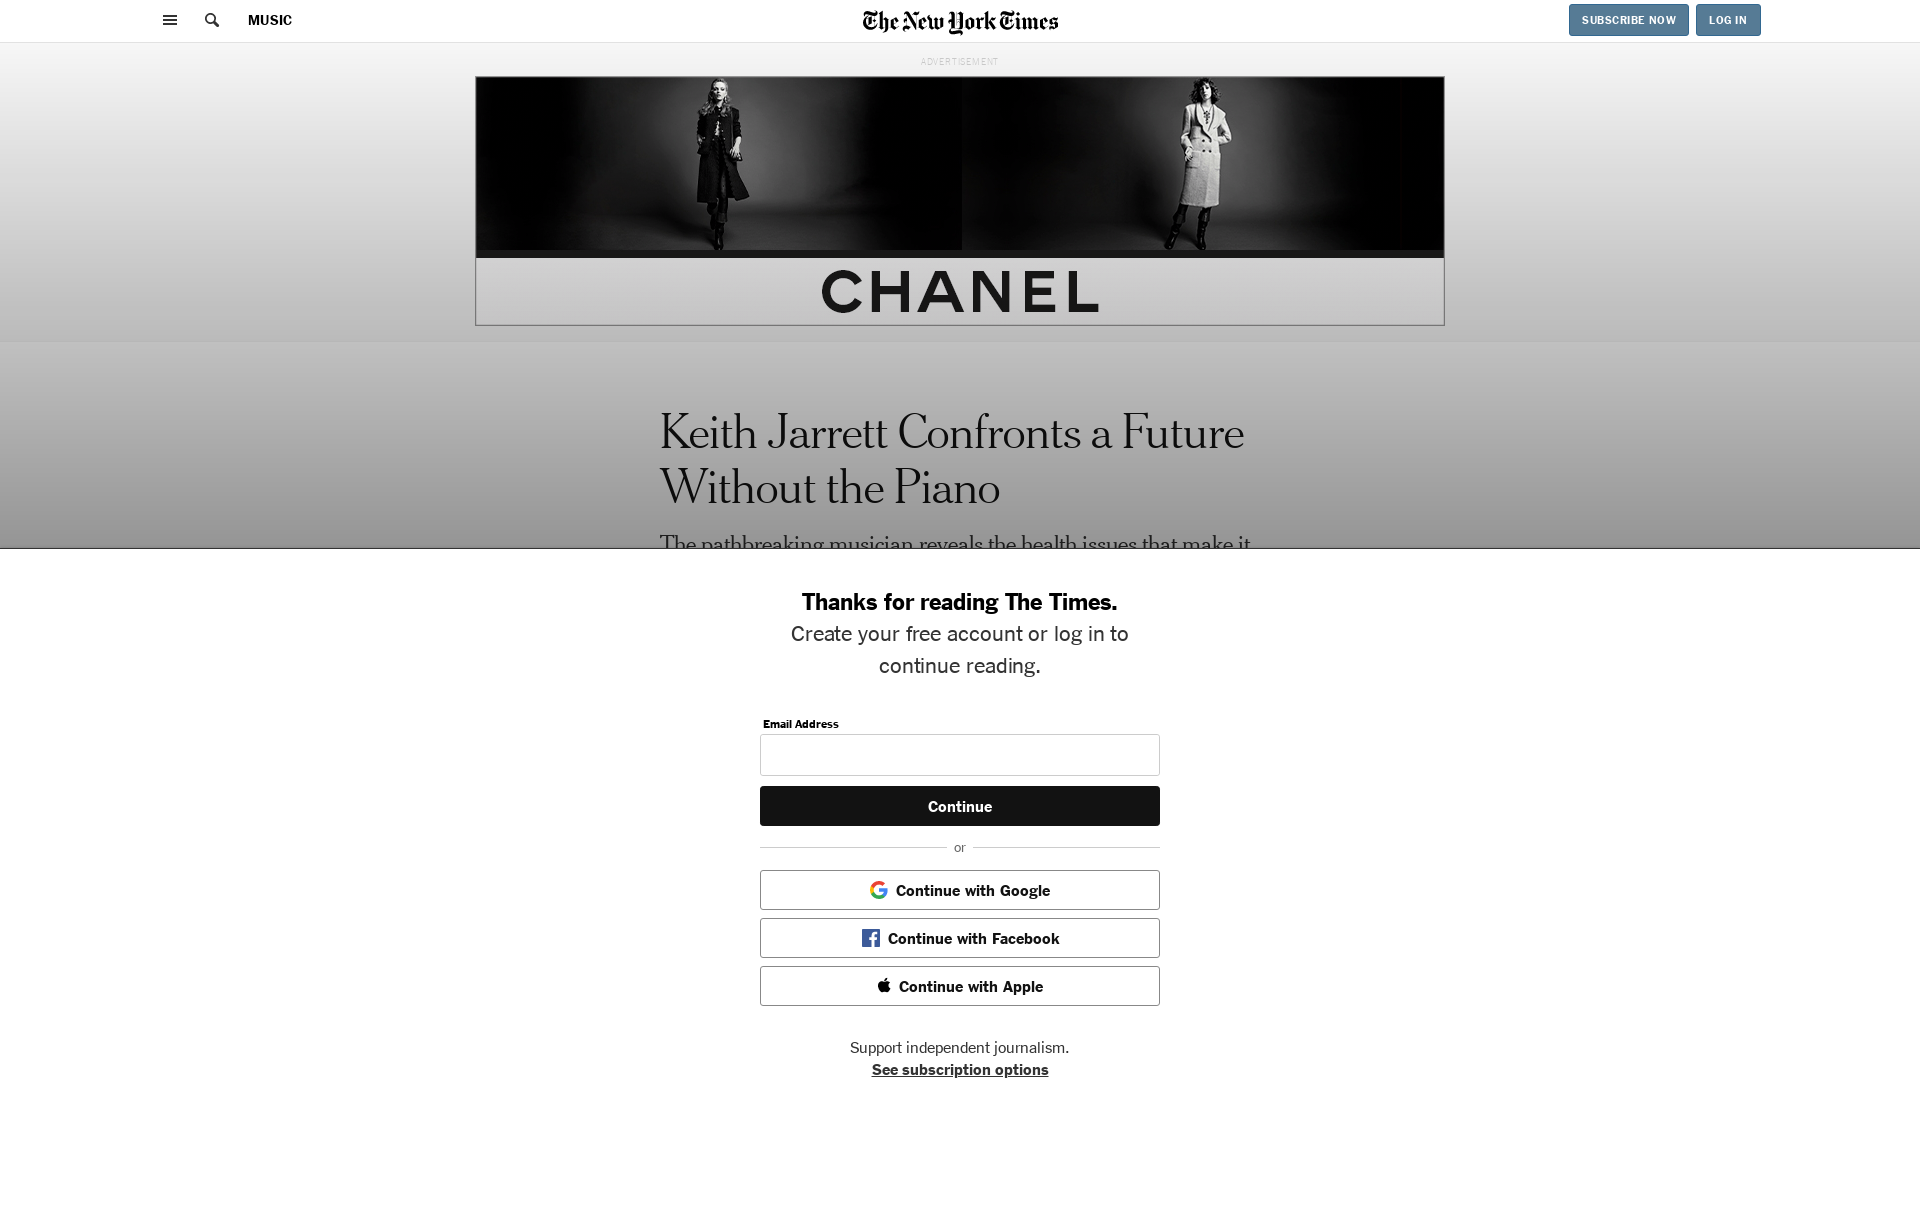 MUSIC
The New York Times
SUBSCRIBE NOW
LOG IN
ADVERTISEMENT
CHANEL
Keith Jarrett Confronts a Future
Without the Piano
The pathbreaking musician reveals the health issues that make it
Thanks for reading The Times.
Create your free account or log in to
continue reading.
Email Address
Continue
or
Continue with Google
Continue with Facebook
Continue with Apple
Support independent journalism.
See subscription options